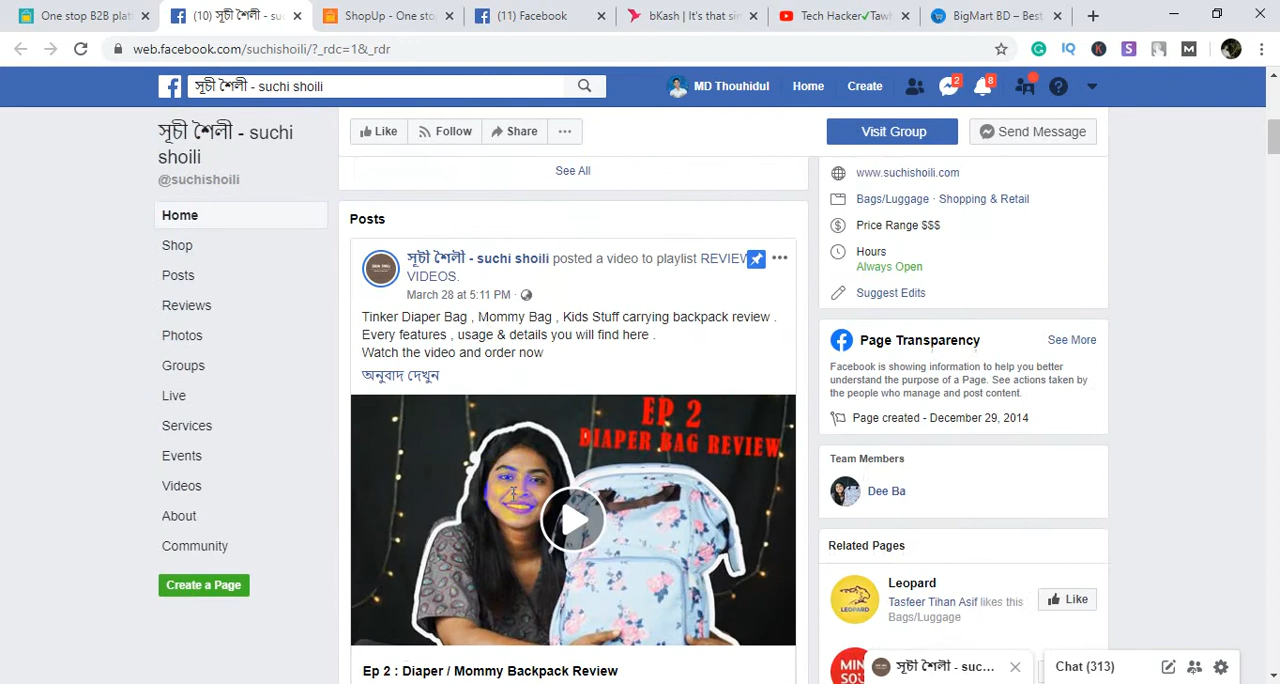 One stop B2B plat
(10) সূচী শৈলী - su
ShopUp - One sto
(11) Facebook
bKash | It's that sim
Tech Hacker✓Taw
BigMart BD – Best
web.facebook.com/suchishoili/?_rdc=1&_rdr
সূচী শৈলী - suchi shoili
MD Thouhidul
Home
Create
2
8
সূচী শৈলী - suchi
shoili
@suchishoili
Home
Shop
Posts
Reviews
Photos
Groups
Live
Services
Events
Videos
About
Community
Create a Page
Like
Follow
Share
Visit Group
Send Message
See All
Posts
সূচী শৈলী - suchi shoili posted a video to playlist REVIEW
VIDEOS.
March 28 at 5:11 PM ·
Tinker Diaper Bag , Mommy Bag , Kids Stuff carrying backpack review .
Every features , usage & details you will find here .
Watch the video and order now
অনুবাদ দেখুন
EP 2
DIAPER BAG REVIEW
Ep 2 : Diaper / Mommy Backpack Review
www.suchishoili.com
Bags/Luggage · Shopping & Retail
Price Range $$$
Hours
Always Open
Suggest Edits
Page Transparency
See More
Facebook is showing information to help you better
understand the purpose of a Page. See actions taken by
the people who manage and post content.
Page created - December 29, 2014
Team Members
Dee Ba
Related Pages
LEOPARD
Leopard
Tasfeer Tihan Asif likes this
Bags/Luggage
Like
সূচী শৈলী - suc...
Chat (313)